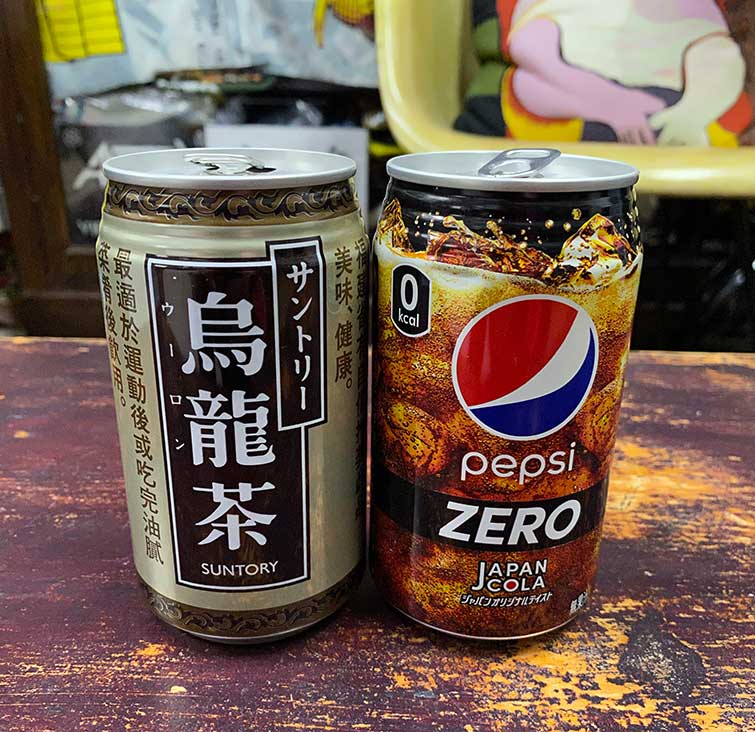 美味、健康。
サントリー
烏龍茶
ウーロン
SUNTORY
最適於運動後或吃完油膩
菜肴後飲用。
0
kcal
pepsi
ZERO
JAPAN
COLA
ジャパンオリジナルテイスト